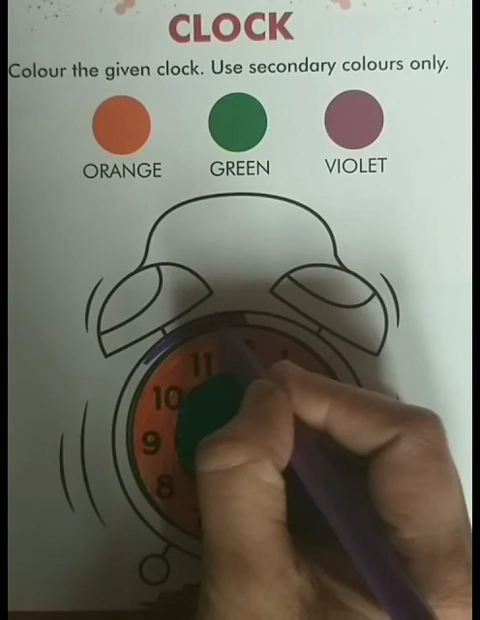 CLOCK
Colour the given clock. Use secondary colours only.
ORANGE GREEN VIOLET
11
10
9
8